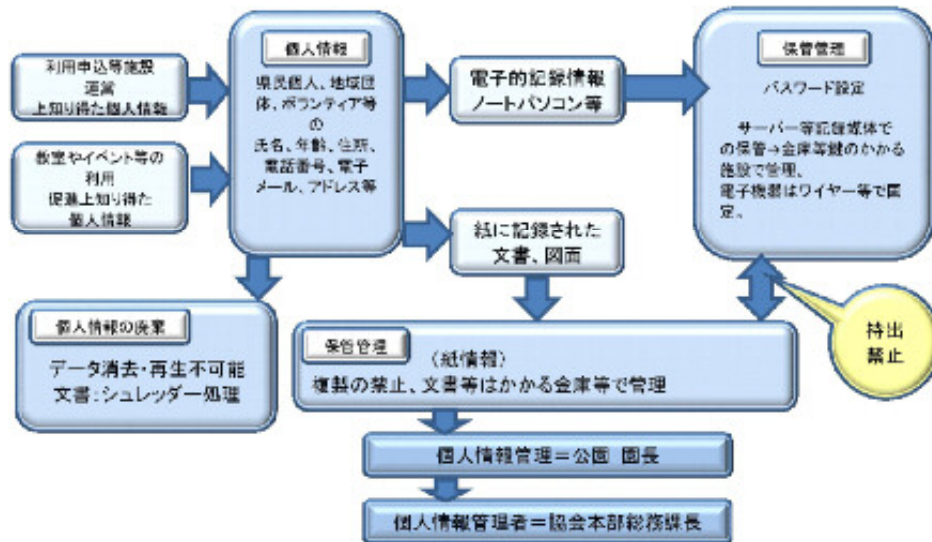 利用申込等施設
運営
上知り得た個人情報
教室やイベント等の
利用
促進上知り得た
個人情報
個人情報
県民個人、地域団
体、ボランティア等
の
氏名、年齢、住所、
電話番号、電子
メール、アドレス等
電子的記録情報
ノートパソコン等
紙に記録された
文書、図面
保管管理
パスワード設定
サーバー等記録媒体で
の保管→金庫等鍵のかかる
施設で管理、
電子機器はワイヤー等で固
定。
持出
禁止
個人情報の廃棄
データ消去・再生不可能
文書:シュレッダー処理
保管管理
(紙情報)
複製の禁止、文書等はかかる金庫等で管理
個人情報管理=公園 園長
個人情報管理者=協会本部総務課長